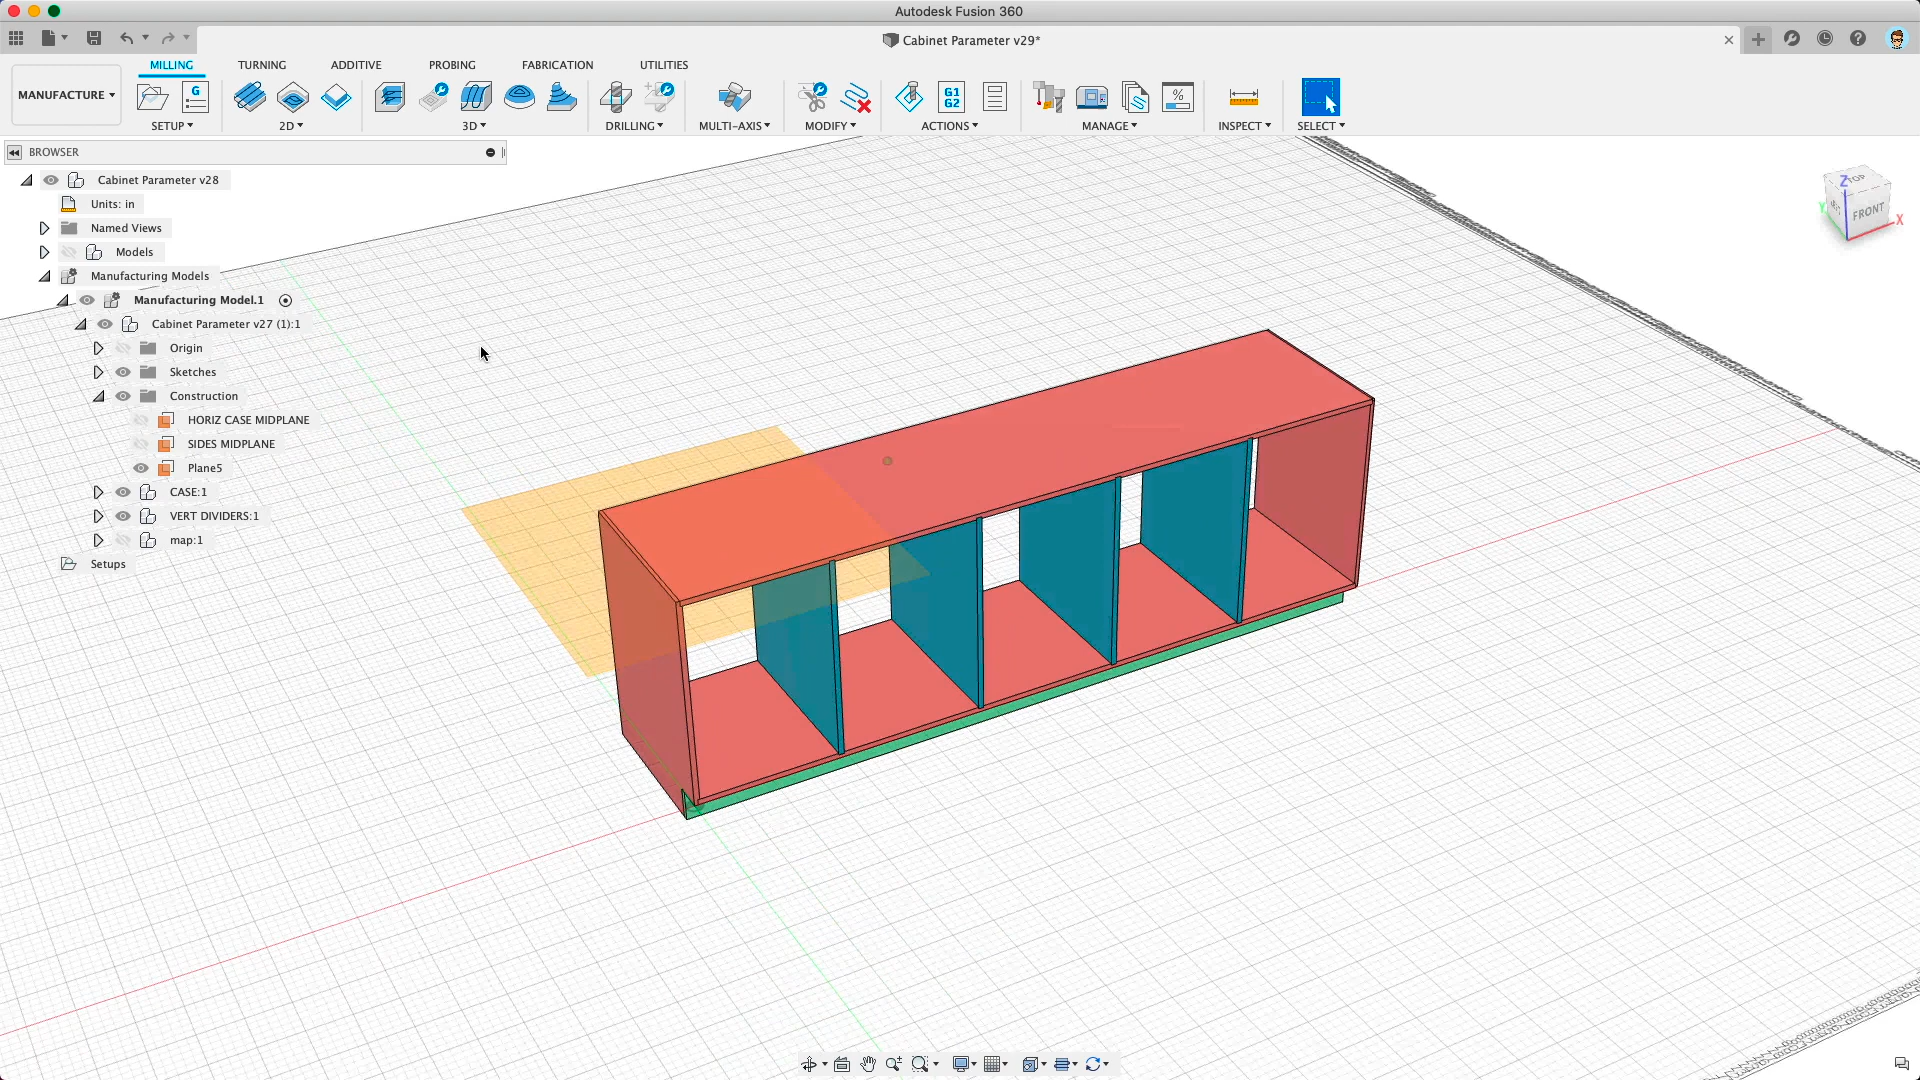 Autodesk Fusion 360
Cabinet Parameter v29*
MILLING TURNING ADDITIVE PROBING FABRICATION UTILITIES
MANUFACTURE
G
G1
G2
%
SETUP 2D 3D DRILLING MULTI-AXIS MODIFY ACTIONS MANAGE INSPECT SELECT
BROWSER
Cabinet Parameter v28
Units: in
Named Views
Models
Manufacturing Models
Manufacturing Model.1
Cabinet Parameter v27 (1):1
Origin
Sketches
Construction
HORIZ CASE MIDPLANE
SIDES MIDPLANE
Plane5
CASE:1
VERT DIVIDERS:1
map:1
Setups
Z
TOP
Y
FRONT
X